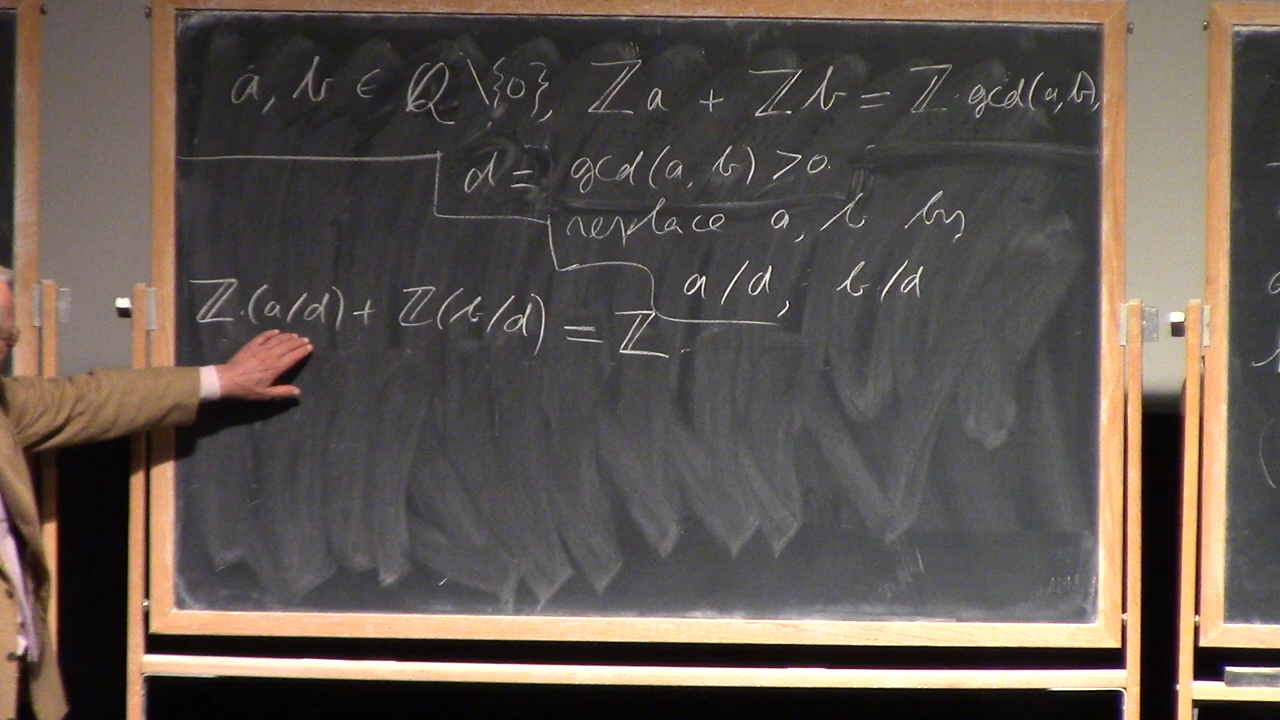 a, b ∈ ℚ \ {0}, ℤa + ℤb = ℤ·gcd(a,b),
d = gcd(a, b) > 0.
replace a, b by
a/d, b/d
ℤ·(a/d) + ℤ(b/d) = ℤ.